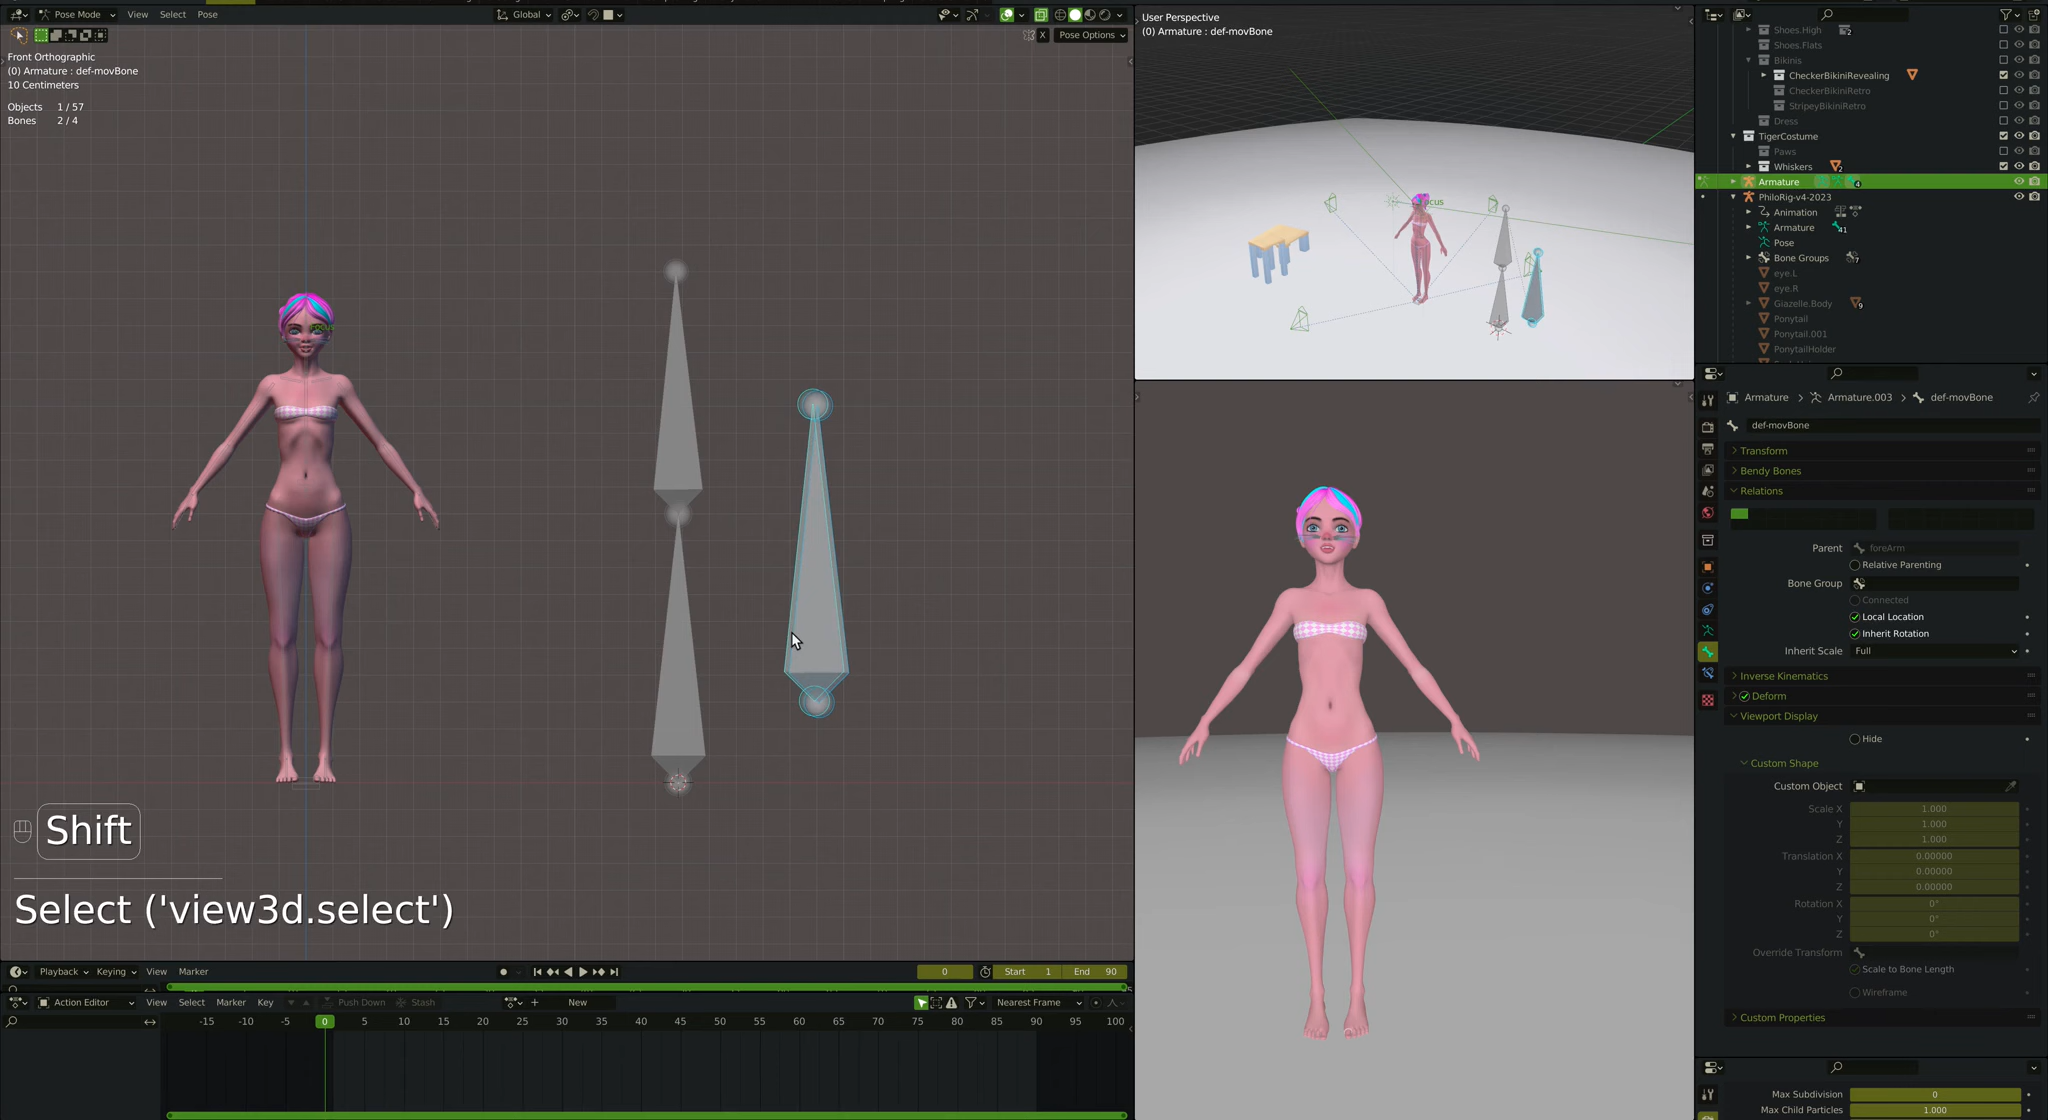 Pose Mode View Select Pose Global
X Pose Options
Front Orthographic
(0) Armature : def-movBone
10 Centimeters
Objects 1 / 57
Bones 2 / 4
Focus
Shift
Select ('view3d.select')
User Perspective
(0) Armature : def-movBone
Shoes.High 2
Shoes.Flats
Bikinis
CheckerBikiniRevealing
CheckerBikiniRetro
StripeyBikiniRetro
Dress
TigerCostume
Paws
Whiskers 2
Armature 4
PhiloRig-v4-2023
Animation
Armature 41
Pose
Bone Groups 7
eye.L
eye.R
Giazelle.Body 9
Ponytail
Ponytail.001
PonytailHolder
Armature > Armature.003 > def-movBone
def-movBone
Transform
Bendy Bones
Relations
Parent foreArm
Relative Parenting
Bone Group
Connected
Local Location
Inherit Rotation
Inherit Scale Full
Inverse Kinematics
Deform
Viewport Display
Hide
Custom Shape
Custom Object
Scale X 1.000
Y 1.000
Z 1.000
Translation X 0.00000
Y 0.00000
Z 0.00000
Rotation X 0°
Y 0°
Z 0°
Override Transform
Scale to Bone Length
Wireframe
Custom Properties
Max Subdivision 0
Max Child Particles 1.000
Playback Keying View Marker 0 Start 1 End 90
Action Editor View Select Marker Key Push Down Stash New Nearest Frame
-15 -10 -5 0 5 10 15 20 25 30 35 40 45 50 55 60 65 70 75 80 85 90 95 100